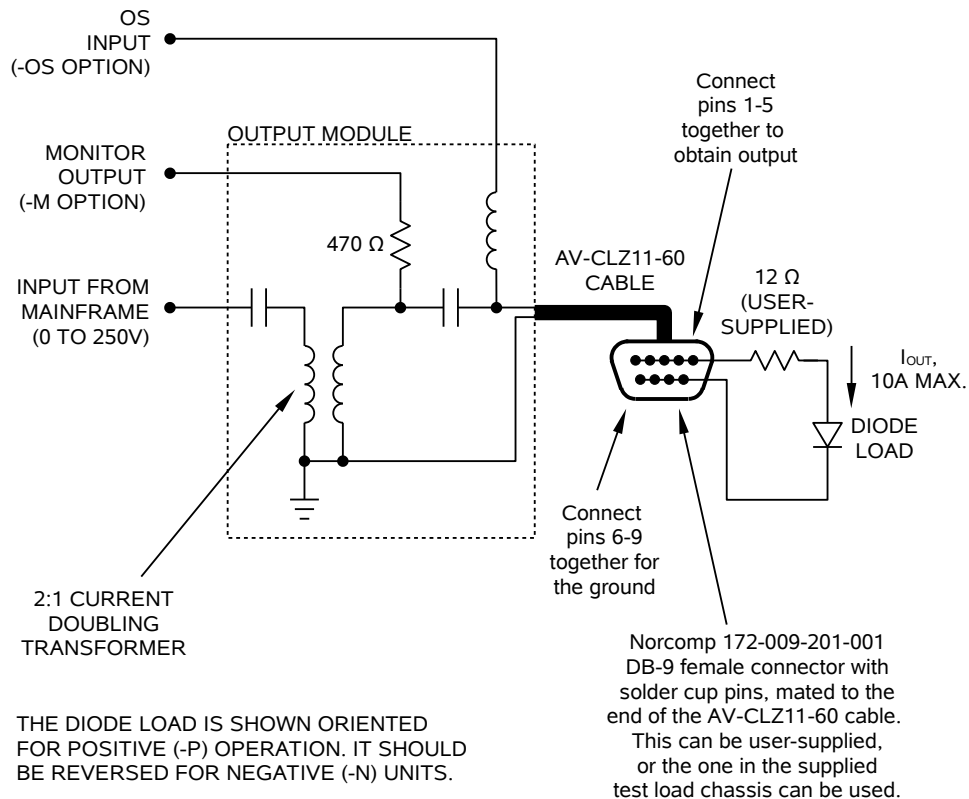 OS
INPUT
(-OS OPTION)
Connect
pins 1-5
together to
obtain output
OUTPUT MODULE
MONITOR
OUTPUT
(-M OPTION)
470 Ω
AV-CLZ11-60
CABLE
12 Ω
(USER-
SUPPLIED)
INPUT FROM
MAINFRAME
(0 TO 250V)
IOUT,
10A MAX.
DIODE
LOAD
Connect
pins 6-9
together for
the ground
2:1 CURRENT
DOUBLING
TRANSFORMER
Norcomp 172-009-201-001
DB-9 female connector with
solder cup pins, mated to the
end of the AV-CLZ11-60 cable.
This can be user-supplied,
or the one in the supplied
test load chassis can be used.
THE DIODE LOAD IS SHOWN ORIENTED
FOR POSITIVE (-P) OPERATION. IT SHOULD
BE REVERSED FOR NEGATIVE (-N) UNITS.